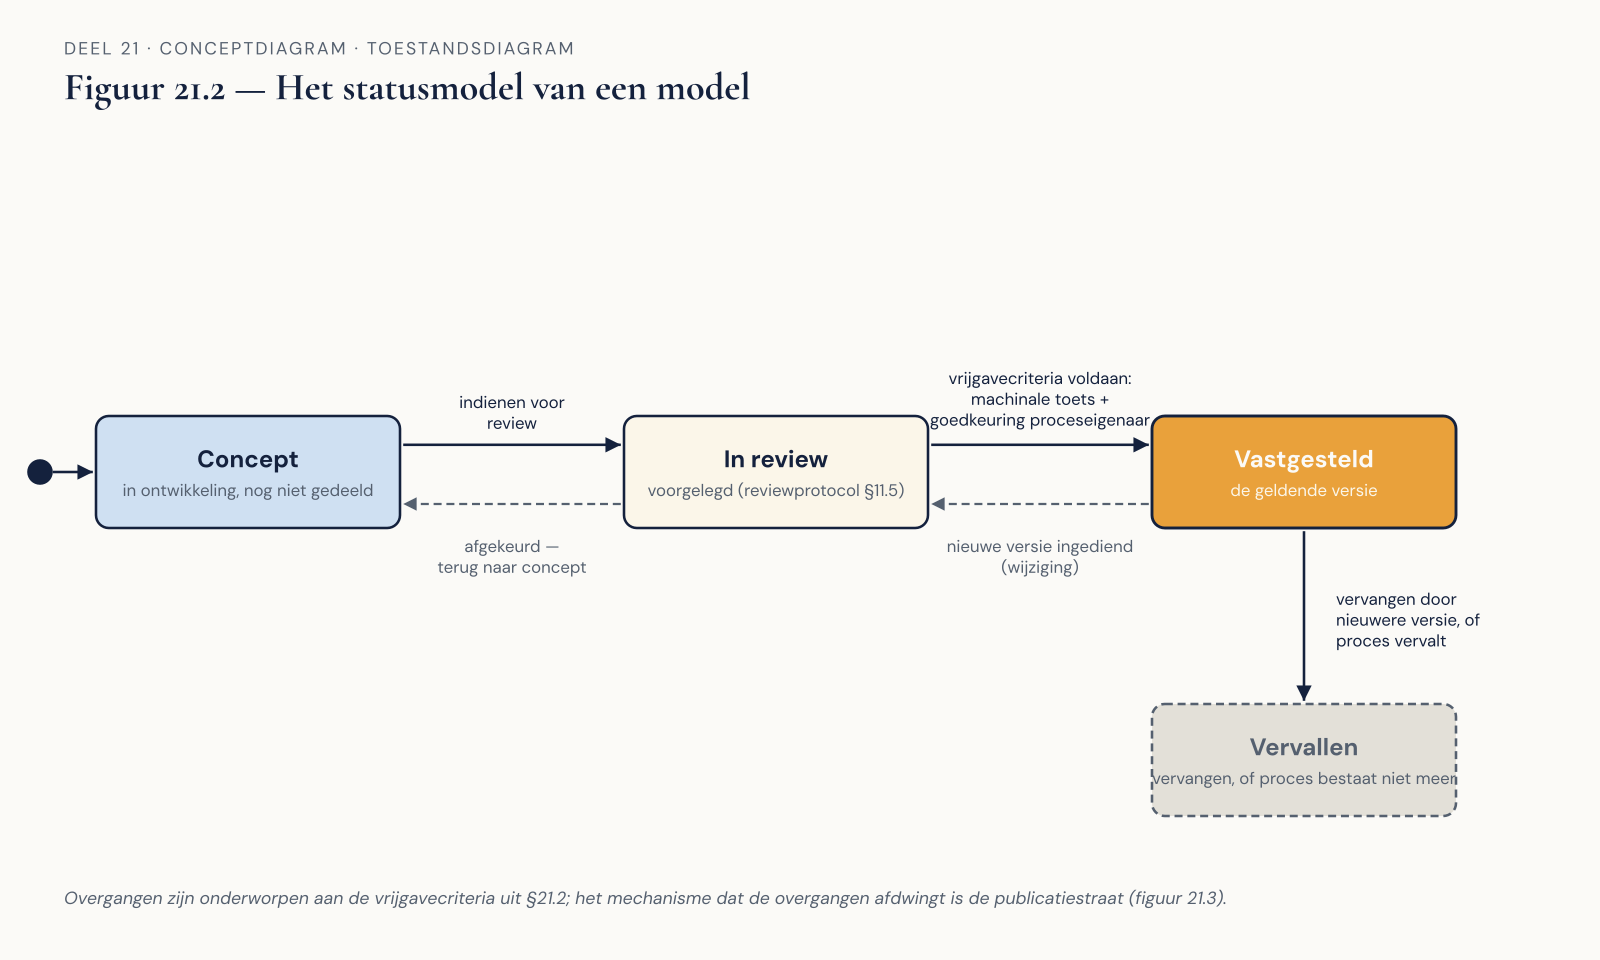 DEEL 21 · CONCEPTDIAGRAM · TOESTANDSDIAGRAM
Figuur 21.2 — Het statusmodel van een model
vrijgavecriteria voldaan:
machinale toets +
goedkeuring proceseigenaar
indienen voor
review
Concept
in ontwikkeling, nog niet gedeeld
In review
voorgelegd (reviewprotocol §11.5)
Vastgesteld
de geldende versie
afgekeurd —
terug naar concept
nieuwe versie ingediend
(wijziging)
vervangen door
nieuwere versie, of
proces vervalt
Vervallen
vervangen, of proces bestaat niet meer
Overgangen zijn onderworpen aan de vrijgavecriteria uit §21.2; het mechanisme dat de overgangen afdwingt is de publicatiestraat (figuur 21.3).